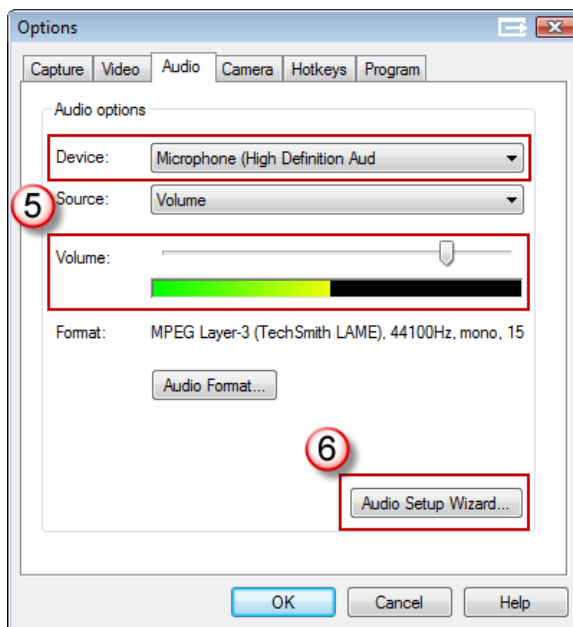 Options
Capture Video Audio Camera Hotkeys Program
Audio options
Device: Microphone (High Definition Aud
5
Source: Volume
Volume:
Format: MPEG Layer-3 (TechSmith LAME), 44100Hz, mono, 15
Audio Format...
6
Audio Setup Wizard...
OK Cancel Help